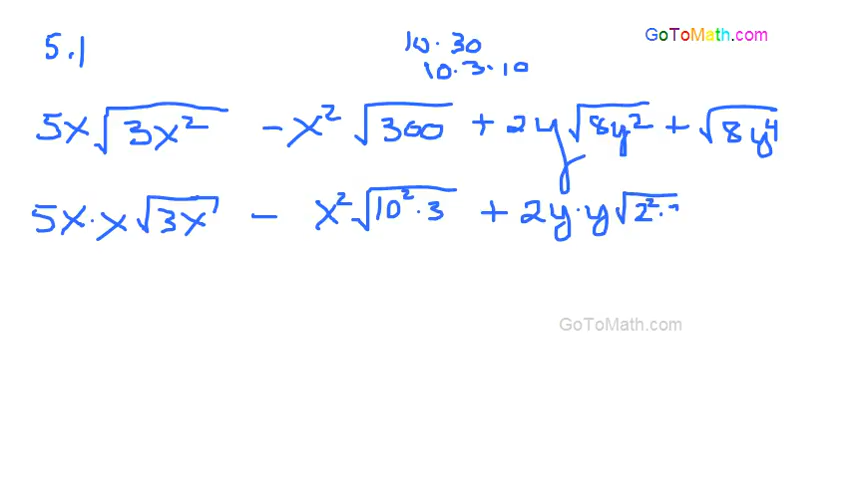 5.1
10 · 30
GoToMath.com
10 · 3 · 10
5x√(3x²) - x²√(300) + 2y√(8y²) + √(8y⁴)
5x · x√(3x) - x²√(10² · 3) + 2y · y√(2² ·
GoToMath.com